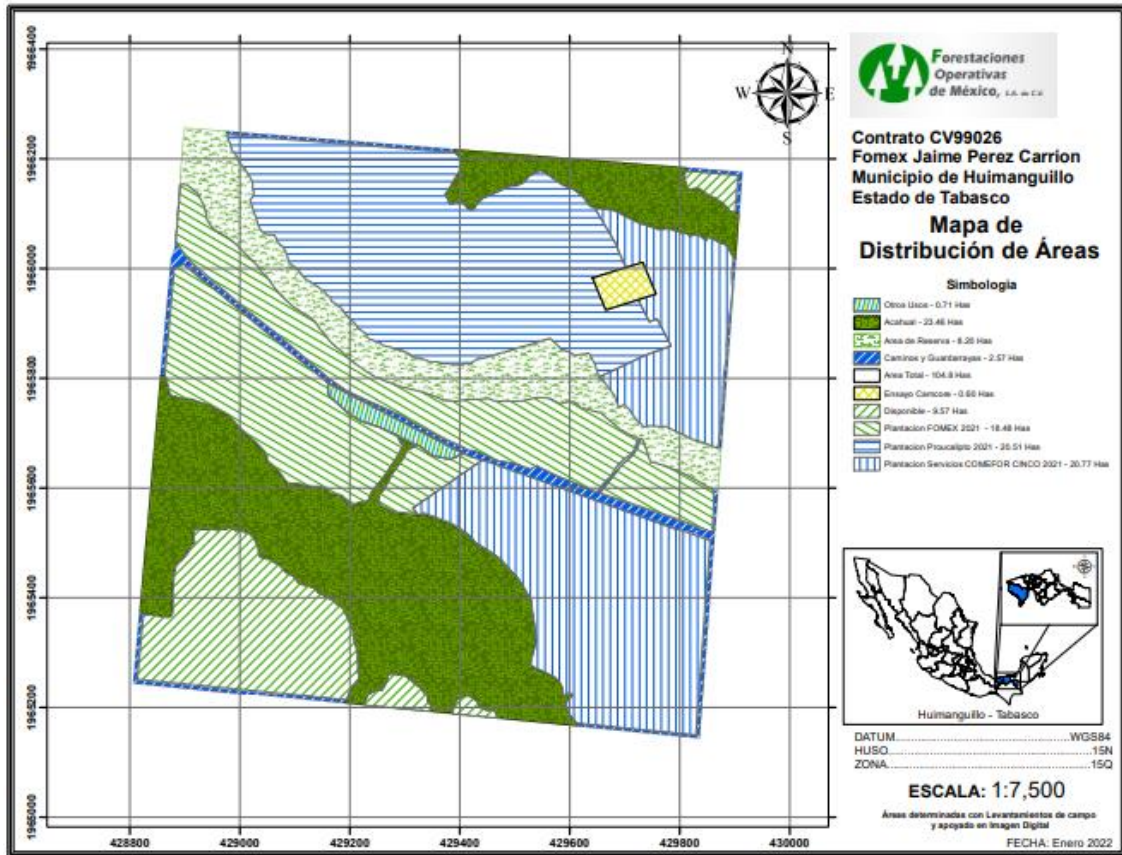 1966400
1966200
1966000
1965800
1965600
1965400
1965200
1965000
428800
429000
429200
429400
429600
429800
430000
N
W
E
S
Forestaciones
Operativas
de México, S.A. de C.V.
Contrato CV99026
Fomex Jaime Perez Carrion
Municipio de Huimanguillo
Estado de Tabasco
Mapa de
Distribución de Áreas
Simbologia
Otros Usos - 0.71 Has
Acahual - 23.46 Has
Area de Reserva - 8.20 Has
Caminos y Guardarrayas - 2.57 Has
Area Total - 104.8 Has
Ensayo Camcore - 0.60 Has
Disponible - 9.57 Has
Plantacion FOMEX 2021 - 18.48 Has
Plantacion Proucalipto 2021 - 20.51 Has
Plantacion Servicios COMEFOR CINCO 2021 - 20.77 Has
Huimanguillo - Tabasco
DATUM.......................................................WGS84
HUSO..............................................................15N
ZONA..............................................................15Q
ESCALA: 1:7,500
Áreas determinadas con Levantamientos de campo
y apoyado en Imagen Digital
FECHA: Enero 2022